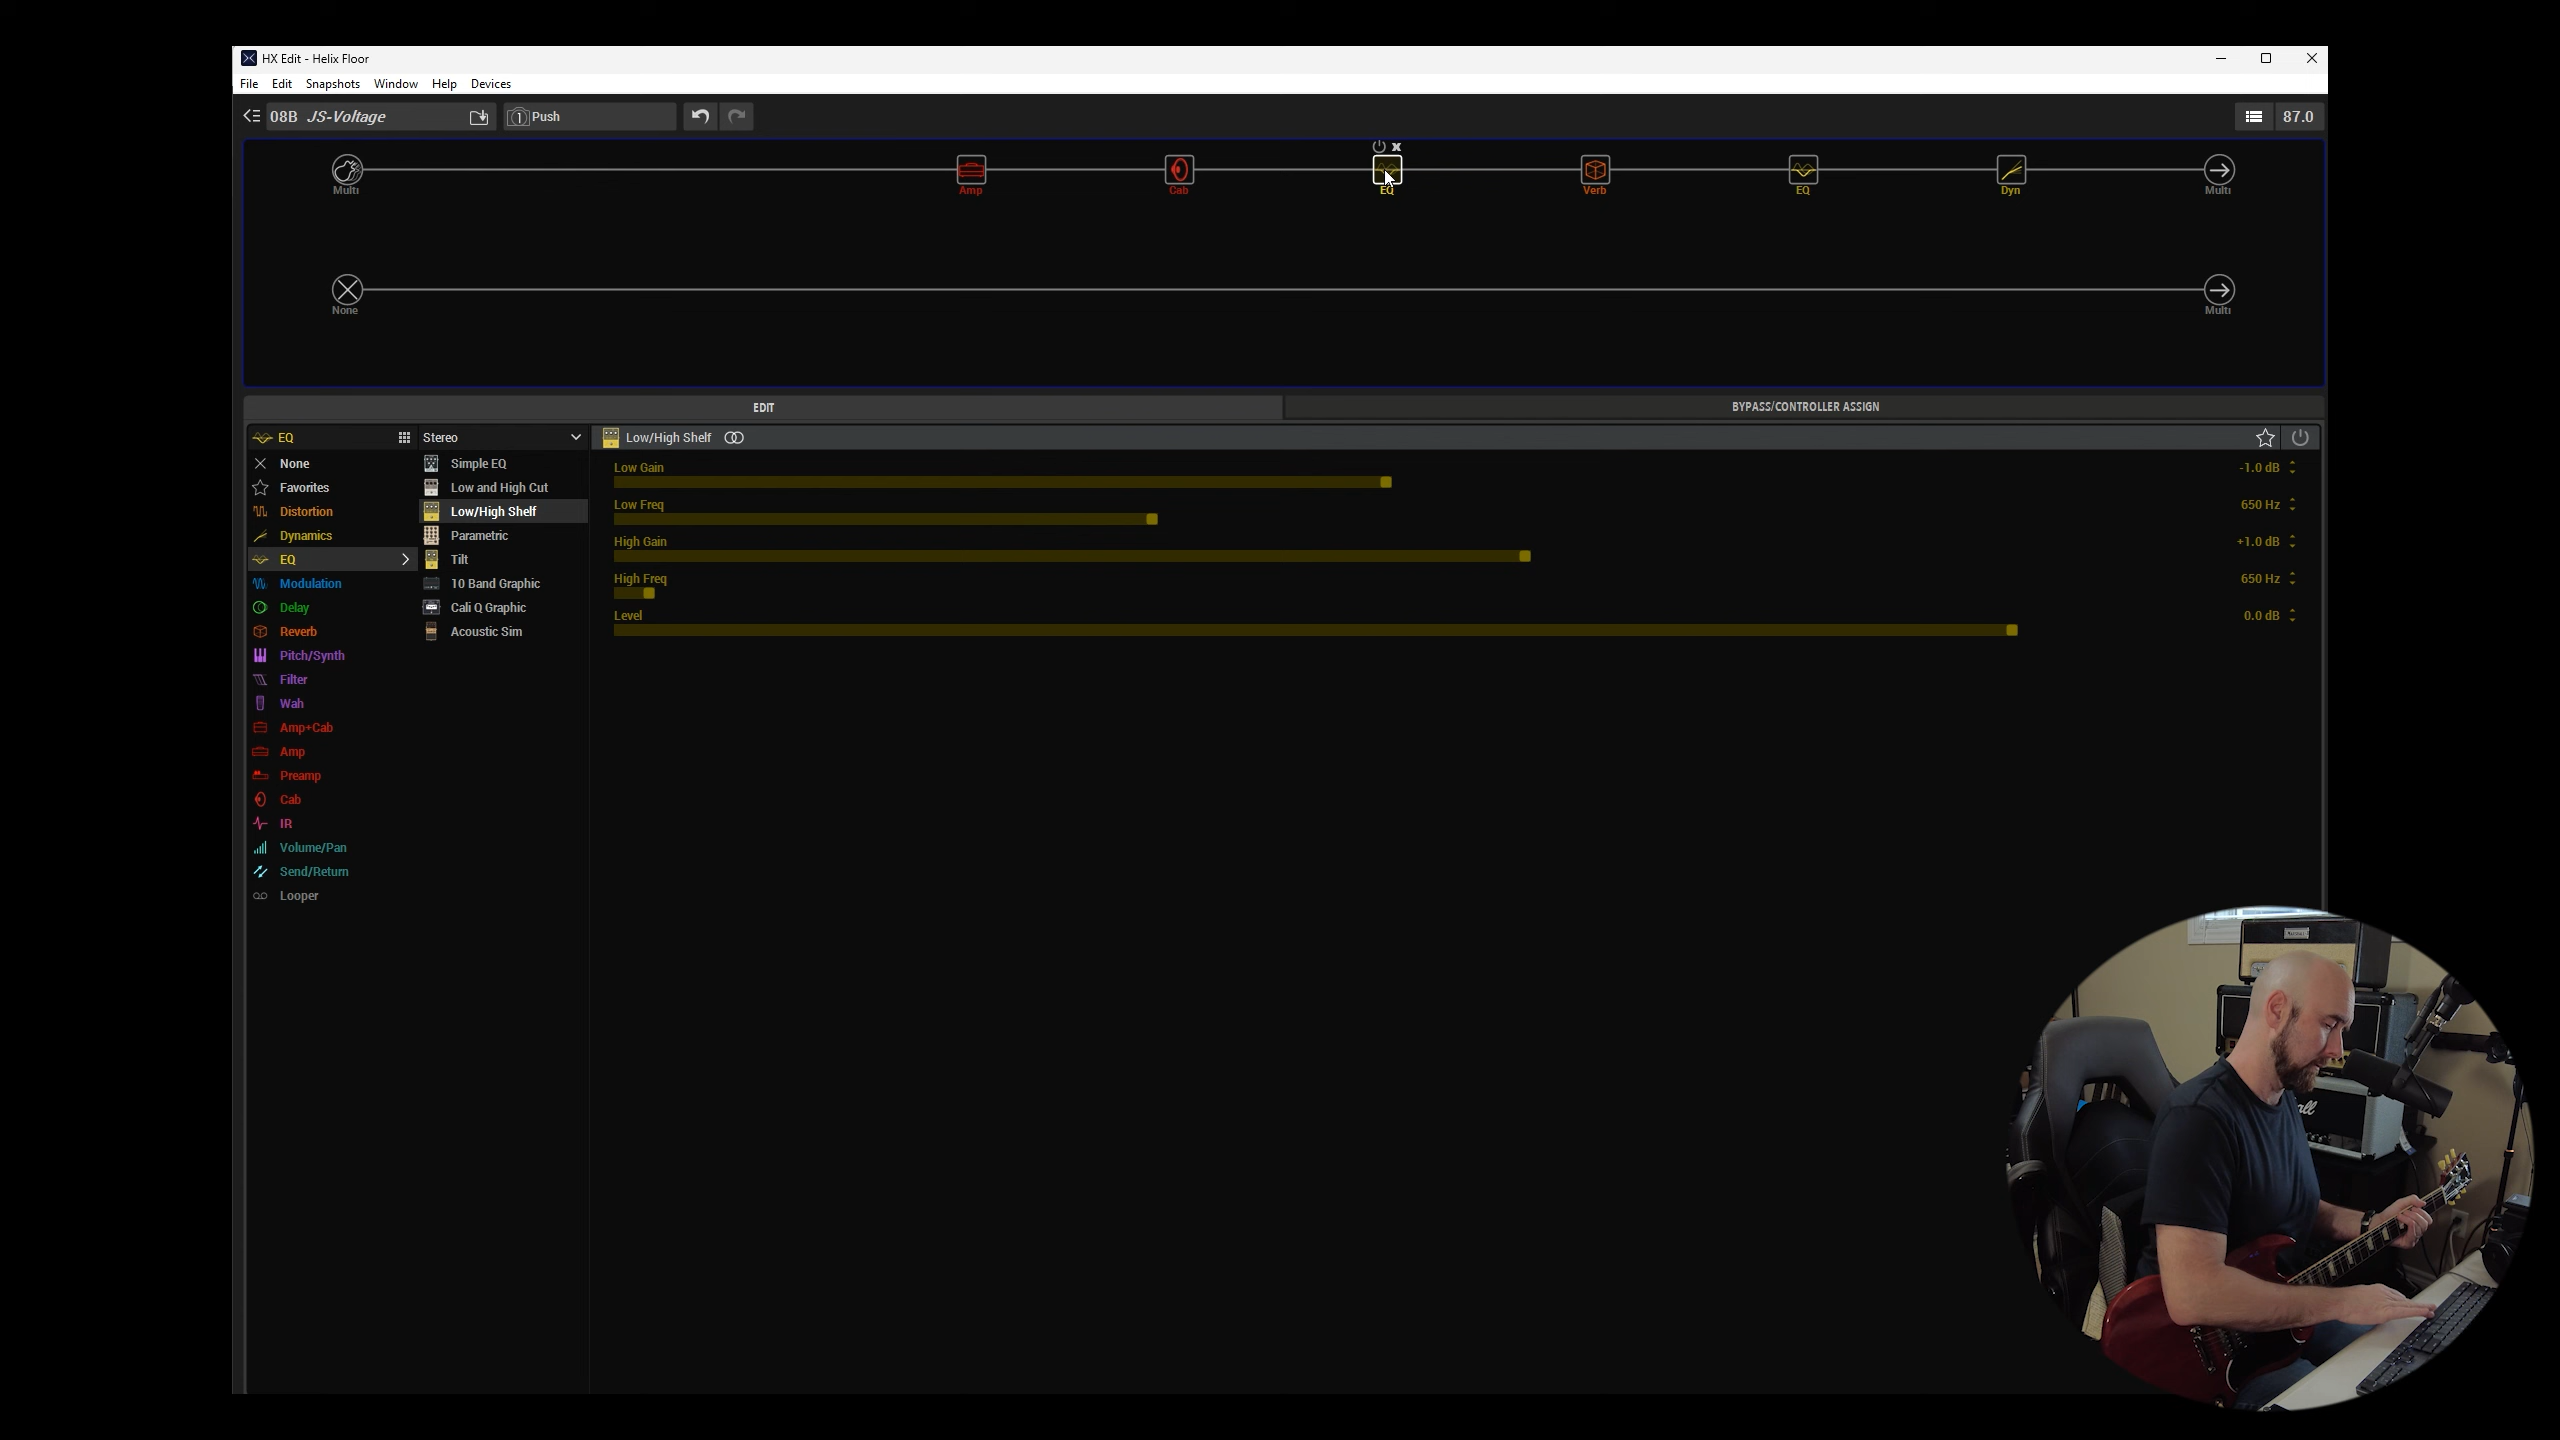 HX Edit - Helix Floor
File Edit Snapshots Window Help Devices
08B JS-Voltage 1 Push 87.0
Multi Amp Cab EQ Verb EQ Dyn Multi
None Multi
EDIT BYPASS/CONTROLLER ASSIGN
EQ Stereo Low/High Shelf
None
Favorites
Distortion
Dynamics
EQ
Modulation
Delay
Reverb
Pitch/Synth
Filter
Wah
Amp+Cab
Amp
Preamp
Cab
IR
Volume/Pan
Send/Return
Looper
Simple EQ
Low and High Cut
Low/High Shelf
Parametric
Tilt
10 Band Graphic
Cali Q Graphic
Acoustic Sim
Low Gain -1.0 dB
Low Freq 650 Hz
High Gain +1.0 dB
High Freq 650 Hz
Level 0.0 dB